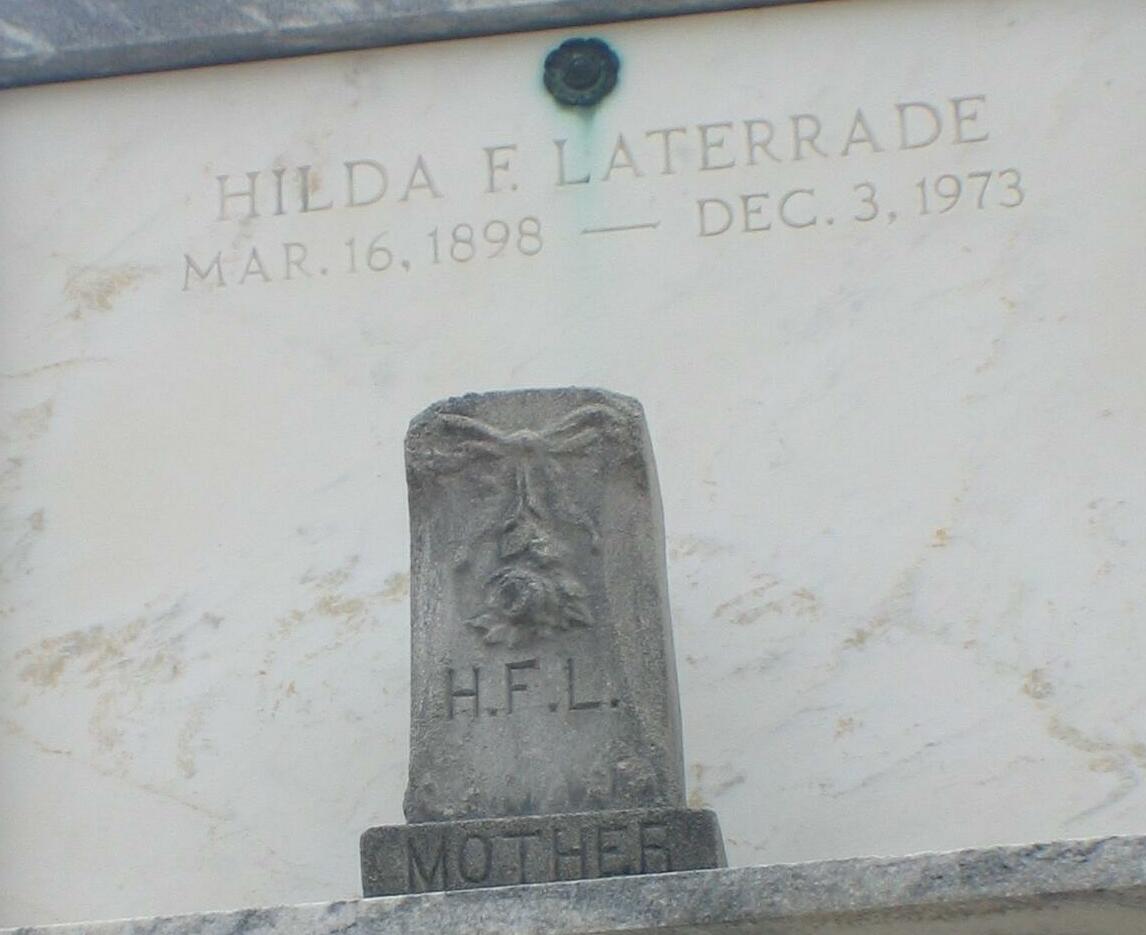 HILDA F. LATERRADE
MAR. 16, 1898 — DEC. 3, 1973
H.F.L.
MOTHER